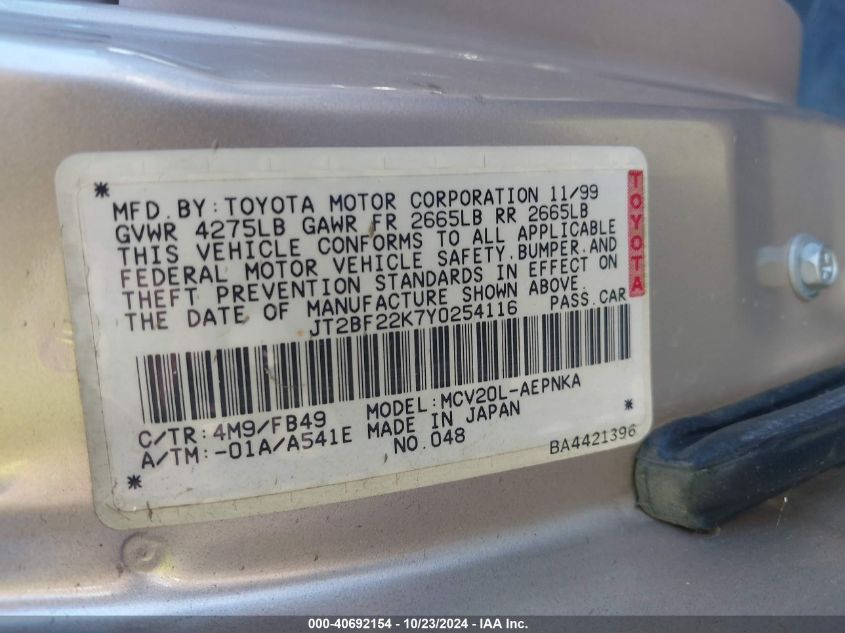 MFD.BY:TOYOTA MOTOR CORPORATION 11/99
GVWR 4275LB GAWR FR 2665LB RR 2665LB
THIS VEHICLE CONFORMS TO ALL APPLICABLE
FEDERAL MOTOR VEHICLE SAFETY,BUMPER,AND
THEFT PREVENTION STANDARDS IN EFFECT ON
THE DATE OF MANUFACTURE SHOWN ABOVE.
JT2BF22K7Y0254116 PASS.CAR
TOYOTA
C/TR:4M9/FB49 MODEL:MCV20L-AEPNKA
A/TM:-01A/A541E MADE IN JAPAN
NO.048
BA4421396
000-40692154 - 10/23/2024 - IAA Inc.